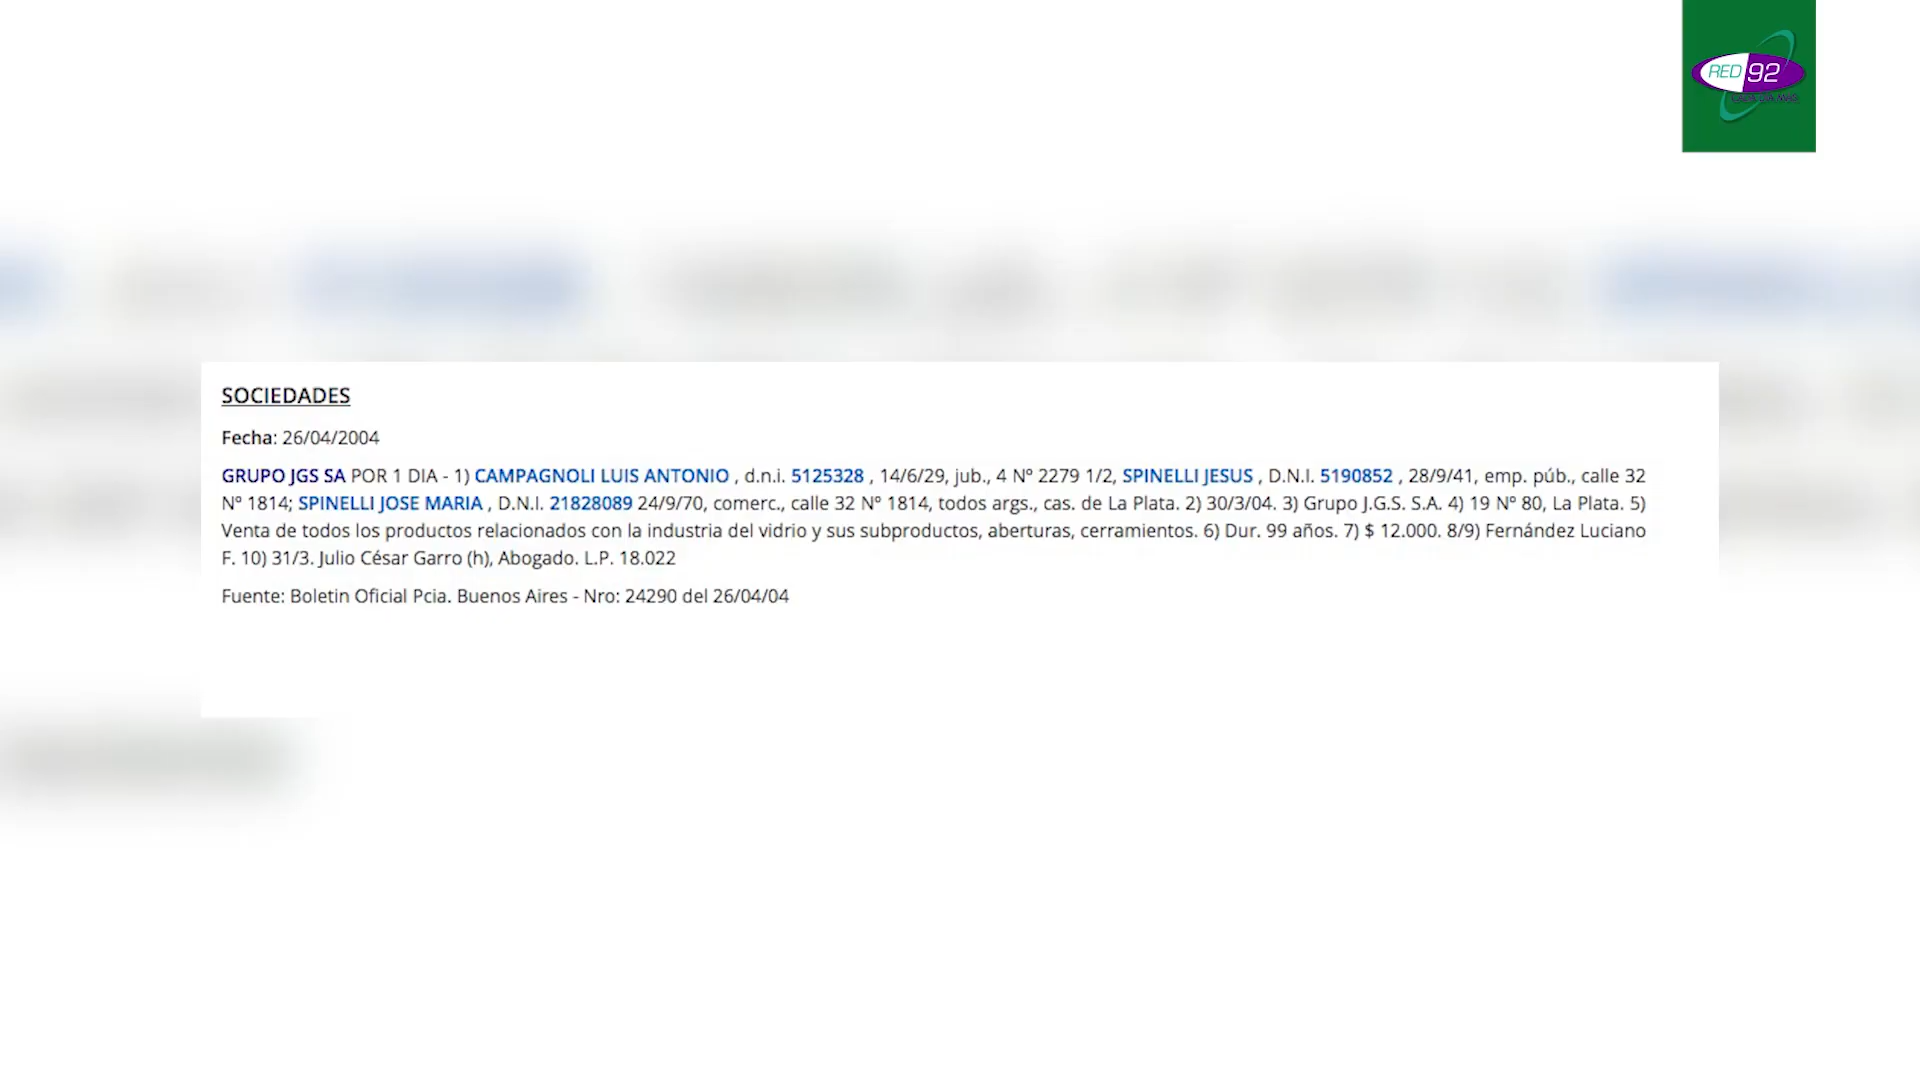 RED 92
SOCIEDADES
Fecha: 26/04/2004
GRUPO JGS SA POR 1 DIA - 1) CAMPAGNOLI LUIS ANTONIO , d.n.i. 5125328 , 14/6/29, jub., 4 Nº 2279 1/2, SPINELLI JESUS , D.N.I. 5190852 , 28/9/41, emp. púb., calle 32
Nº 1814; SPINELLI JOSE MARIA , D.N.I. 21828089 24/9/70, comerc., calle 32 Nº 1814, todos args., cas. de La Plata. 2) 30/3/04. 3) Grupo J.G.S. S.A. 4) 19 Nº 80, La Plata. 5)
Venta de todos los productos relacionados con la industria del vidrio y sus subproductos, aberturas, cerramientos. 6) Dur. 99 años. 7) $ 12.000. 8/9) Fernández Luciano
F. 10) 31/3. Julio César Garro (h), Abogado. L.P. 18.022
Fuente: Boletin Oficial Pcia. Buenos Aires - Nro: 24290 del 26/04/04